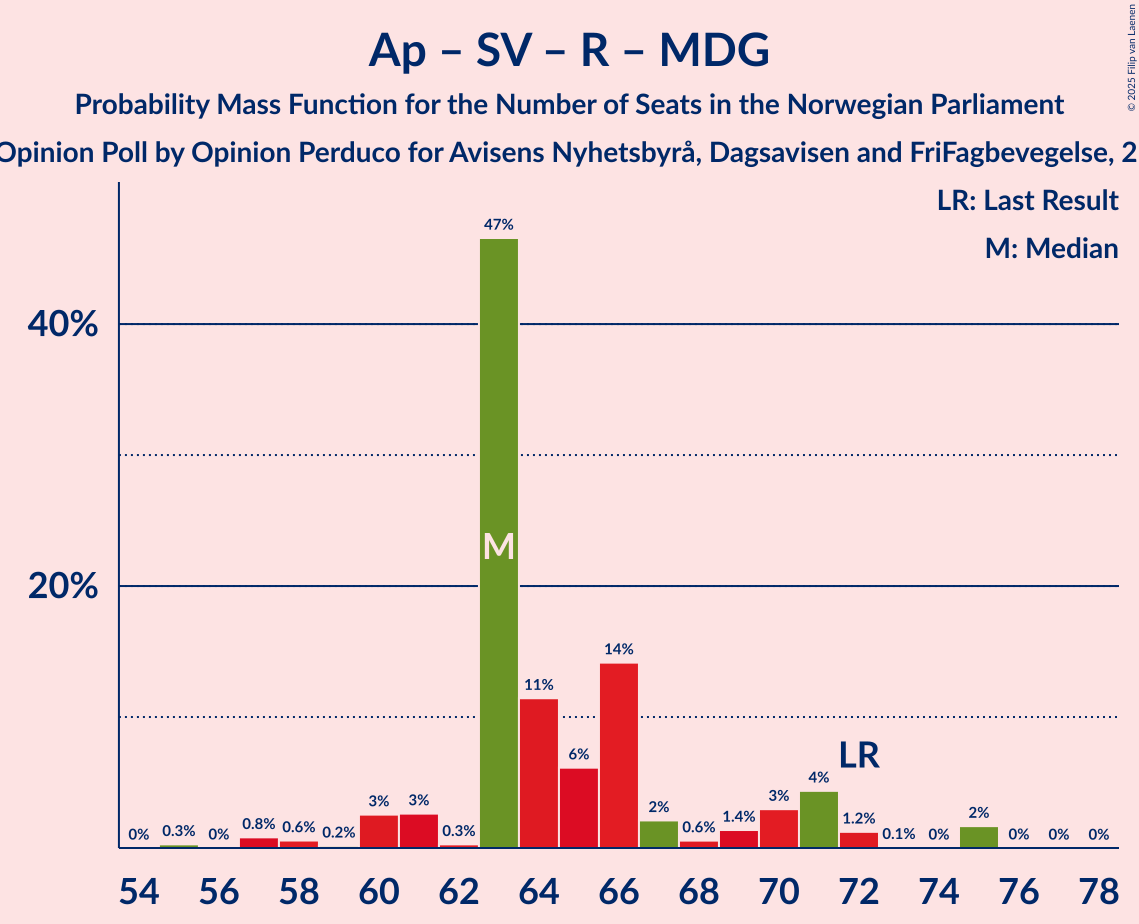 Ap – SV – R – MDG
Probability Mass Function for the Number of Seats in the Norwegian Parliament
Opinion Poll by Opinion Perduco for Avisens Nyhetsbyrå, Dagsavisen and FriFagbevegelse, 2
© 2025 Filip van Laenen
LR: Last Result
M: Median
47%
40%
M
20%
14%
11%
6%
LR
4%
3% 3% 2% 3% 2%
0% 0.3% 0% 0.8% 0.6% 0.2% 0.3% 0.6% 1.4% 1.2% 0.1% 0% 0% 0% 0%
54 56 58 60 62 64 66 68 70 72 74 76 78